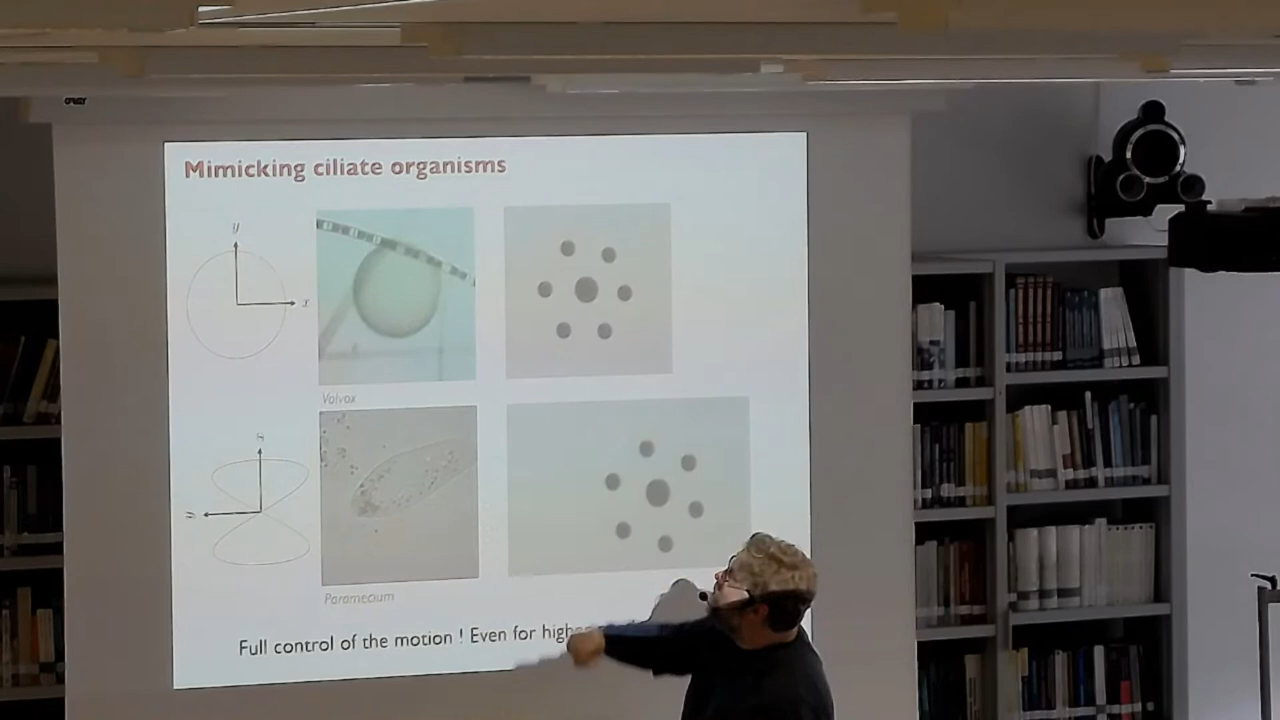 Mimicking ciliate organisms
y
x
Volvox
y
Paramecium
Full control of the motion ! Even for high